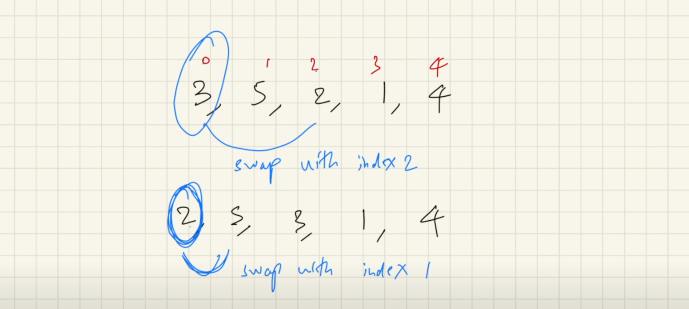 0 1 2 3 4
3, 5, 2, 1, 4
swap with index 2
2, 5, 3, 1, 4
swap with index 1